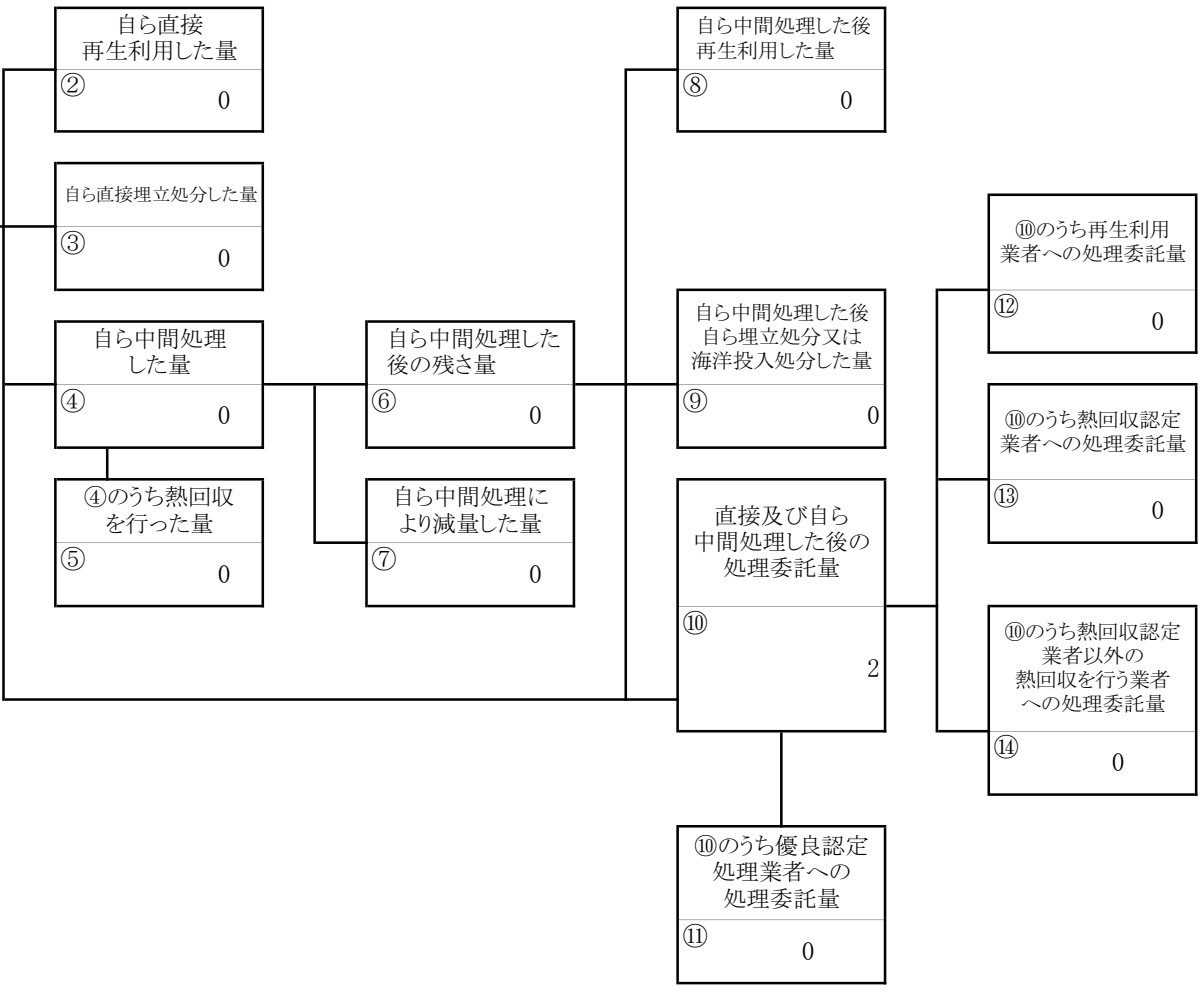 自ら直接
再生利用した量
②
0
自ら直接埋立処分した量
③
0
自ら中間処理
した量
④
0
④のうち熱回収
を行った量
⑤
0
自ら中間処理した
後の残さ量
⑥
0
自ら中間処理に
より減量した量
⑦
0
自ら中間処理した後
再生利用した量
⑧
0
自ら中間処理した後
自ら埋立処分又は
海洋投入処分した量
⑨
0
直接及び自ら
中間処理した後の
処理委託量
⑩
2
⑩のうち優良認定
処理業者への
処理委託量
⑪
0
⑩のうち再生利用
業者への処理委託量
⑫
0
⑩のうち熱回収認定
業者への処理委託量
⑬
0
⑩のうち熱回収認定
業者以外の
熱回収を行う業者
への処理委託量
⑭
0